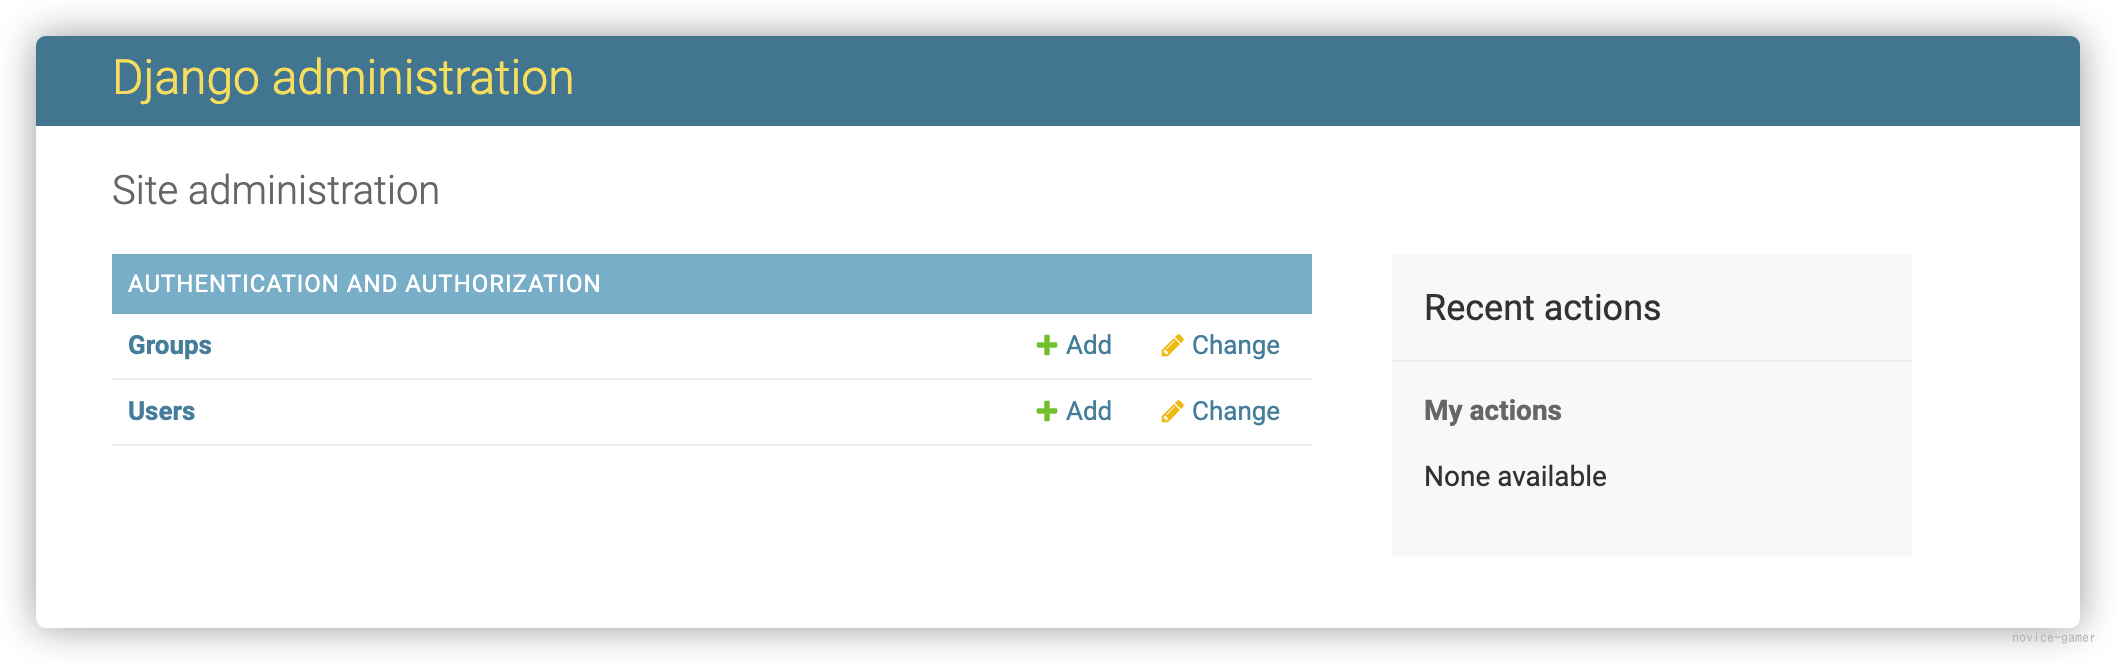 Django administration
Site administration
AUTHENTICATION AND AUTHORIZATION
Groups Add Change
Users Add Change
Recent actions
My actions
None available
novice-gamer